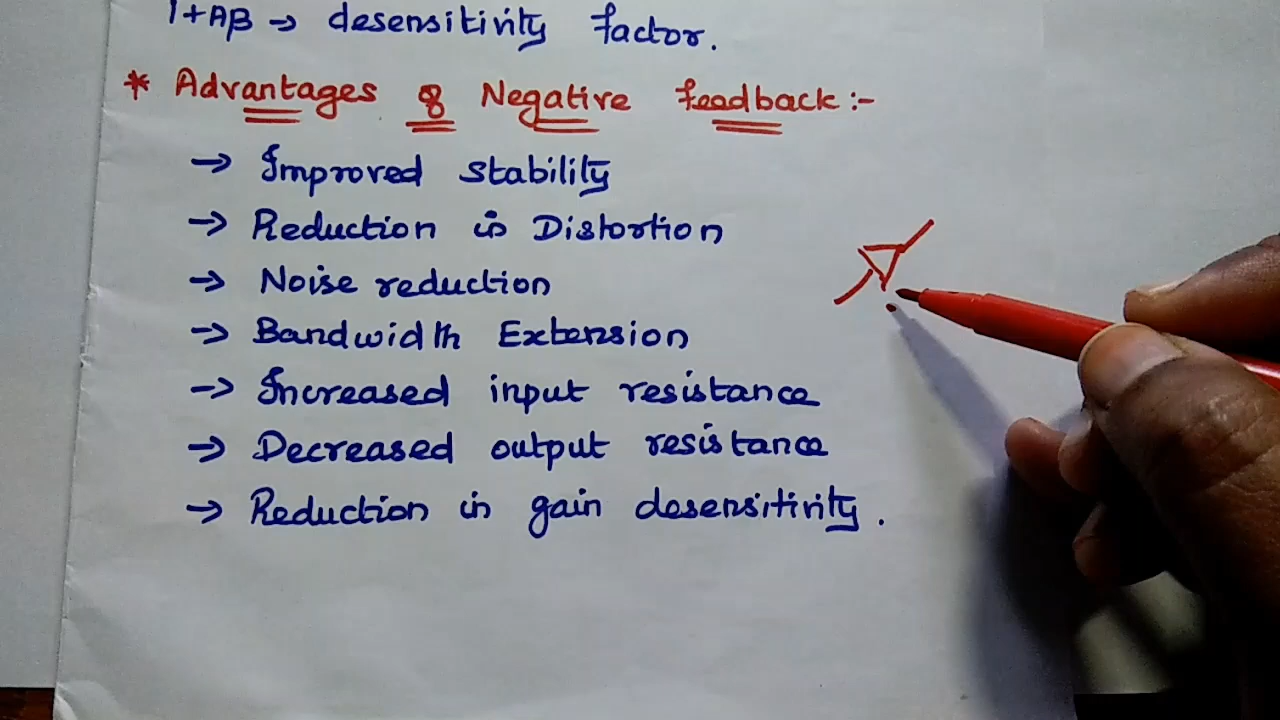 1+Aβ → desensitivity factor.
* Advantages of Negative feedback :-
→ Improved stability
→ Reduction in Distortion
→ Noise reduction
→ Bandwidth Extension
→ Increased input resistance
→ Decreased output resistance
→ Reduction in gain desensitivity.